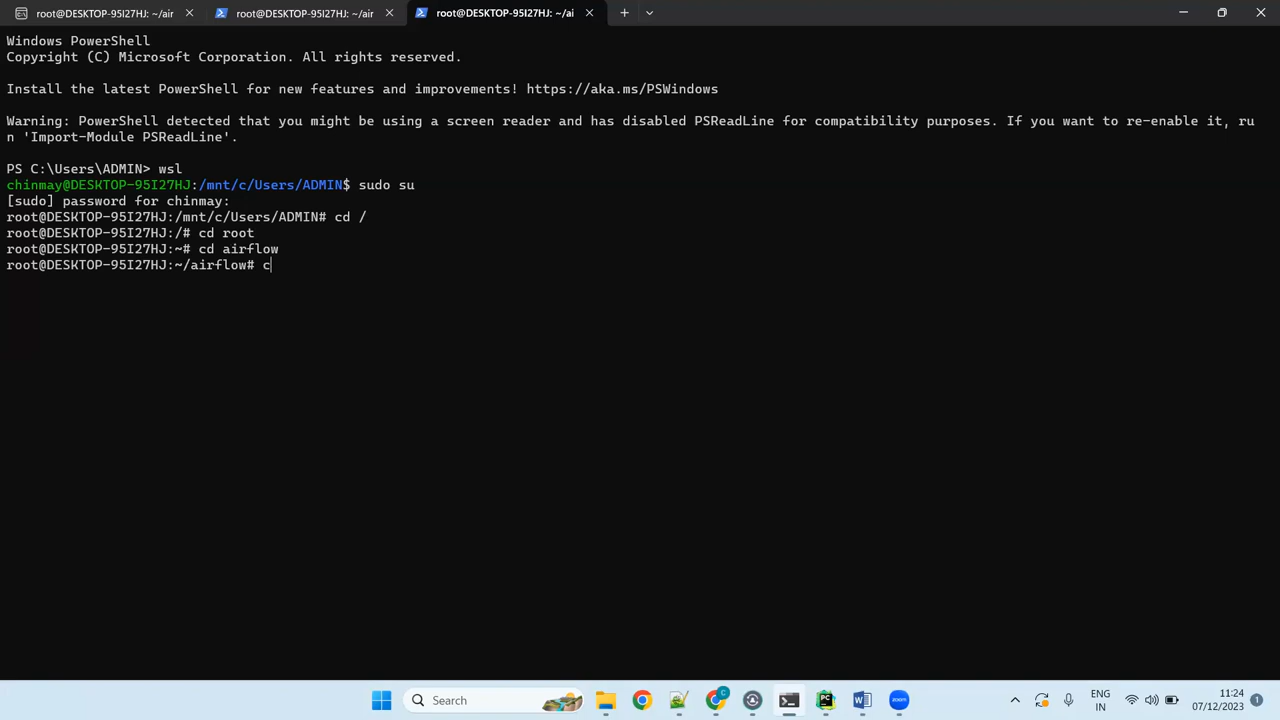 root@DESKTOP-95I27HJ: ~/air
root@DESKTOP-95I27HJ: ~/air
root@DESKTOP-95I27HJ: ~/ai
Windows PowerShell
Copyright (C) Microsoft Corporation. All rights reserved.
Install the latest PowerShell for new features and improvements! https://aka.ms/PSWindows
Warning: PowerShell detected that you might be using a screen reader and has disabled PSReadLine for compatibility purposes. If you want to re-enable it, ru
n 'Import-Module PSReadLine'.
PS C:\Users\ADMIN> wsl
chinmay@DESKTOP-95I27HJ:/mnt/c/Users/ADMIN$ sudo su
[sudo] password for chinmay:
root@DESKTOP-95I27HJ:/mnt/c/Users/ADMIN# cd /
root@DESKTOP-95I27HJ:/# cd root
root@DESKTOP-95I27HJ:~# cd airflow
root@DESKTOP-95I27HJ:~/airflow# c
Search
C
PC
W
zoom
ENG
IN
11:24
07/12/2023
1